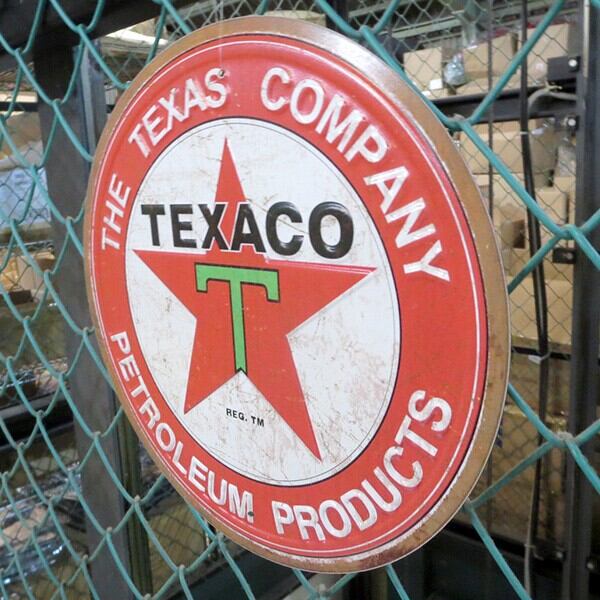 THE TEXAS COMPANY
TEXACO
T
REG. TM
PETROLEUM PRODUCTS